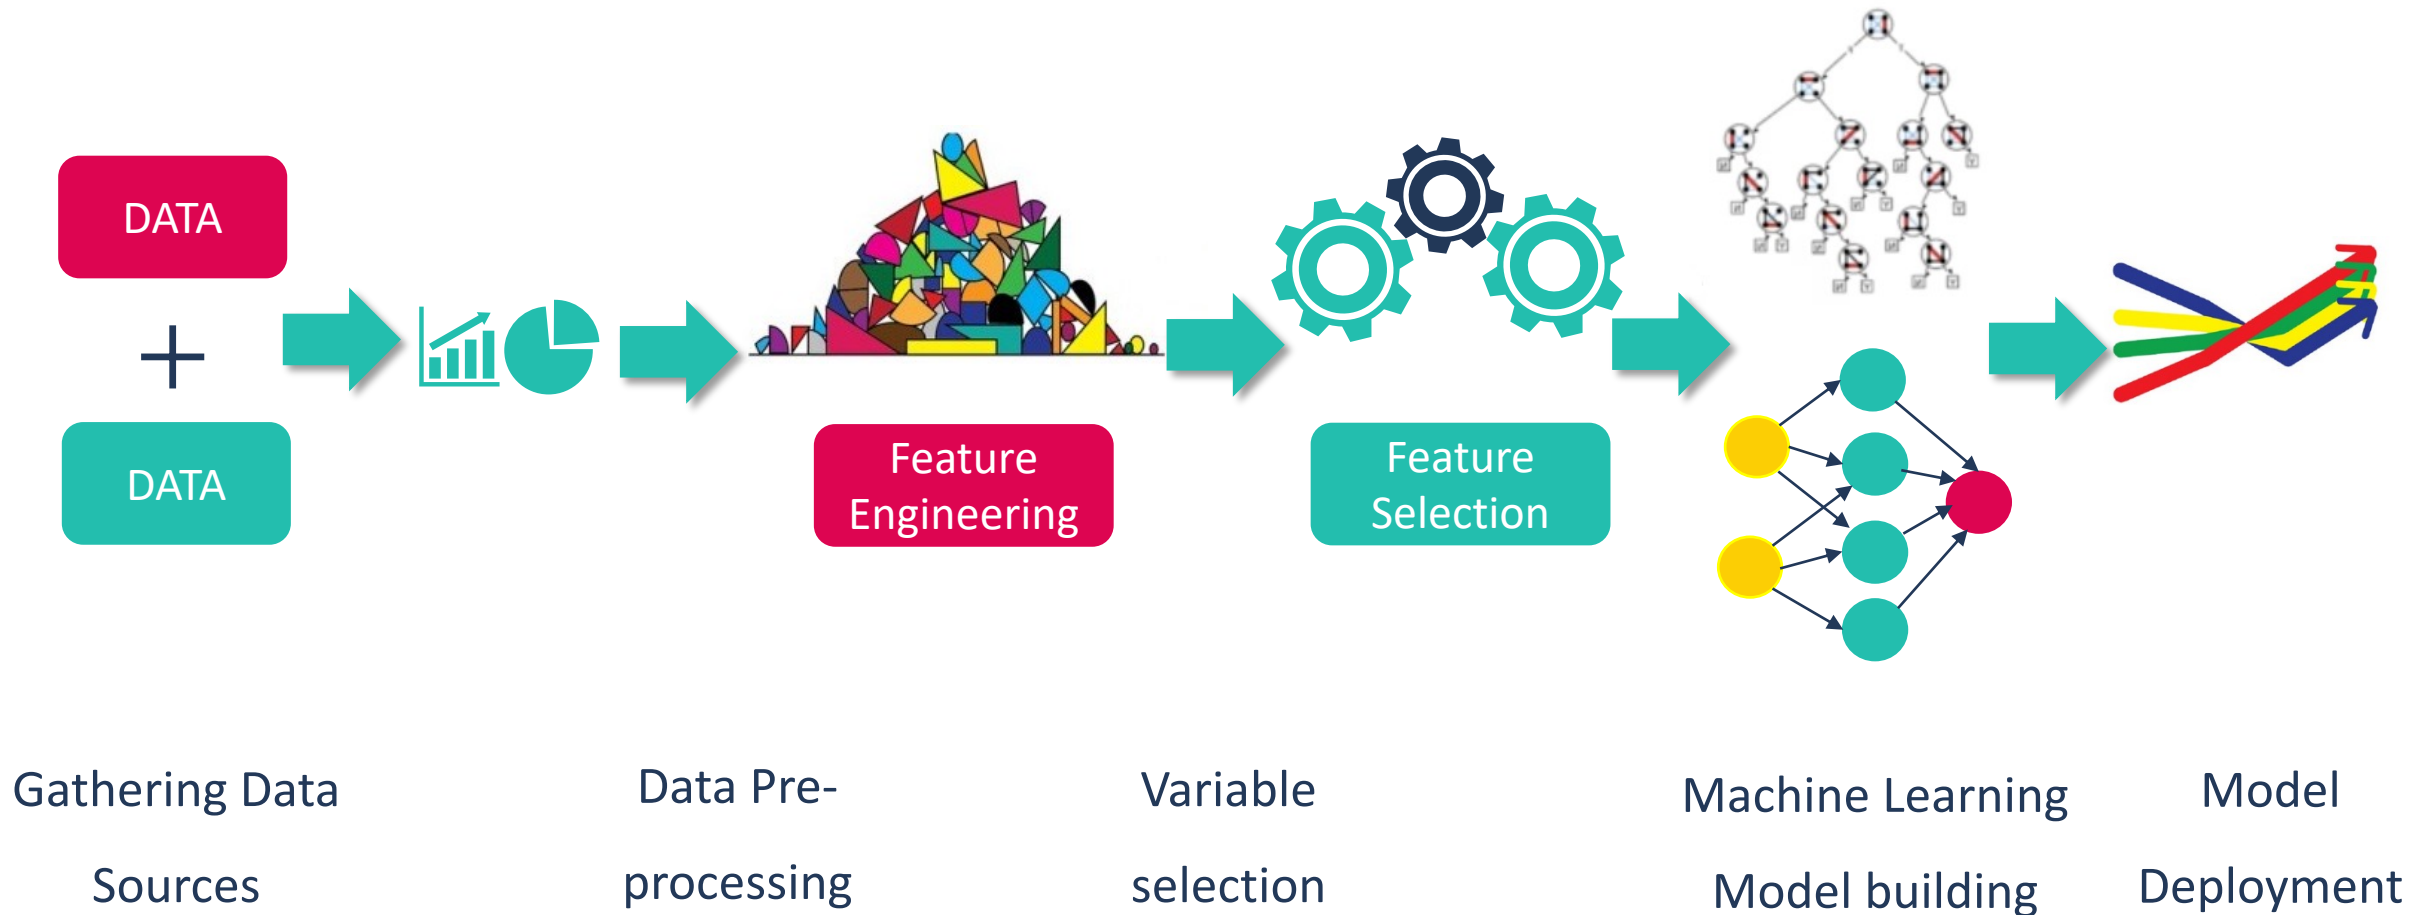 DATA
DATA
Feature
Engineering
Feature
Selection
Gathering Data
Sources
Data Pre-
processing
Variable
selection
Machine Learning
Model building
Model
Deployment